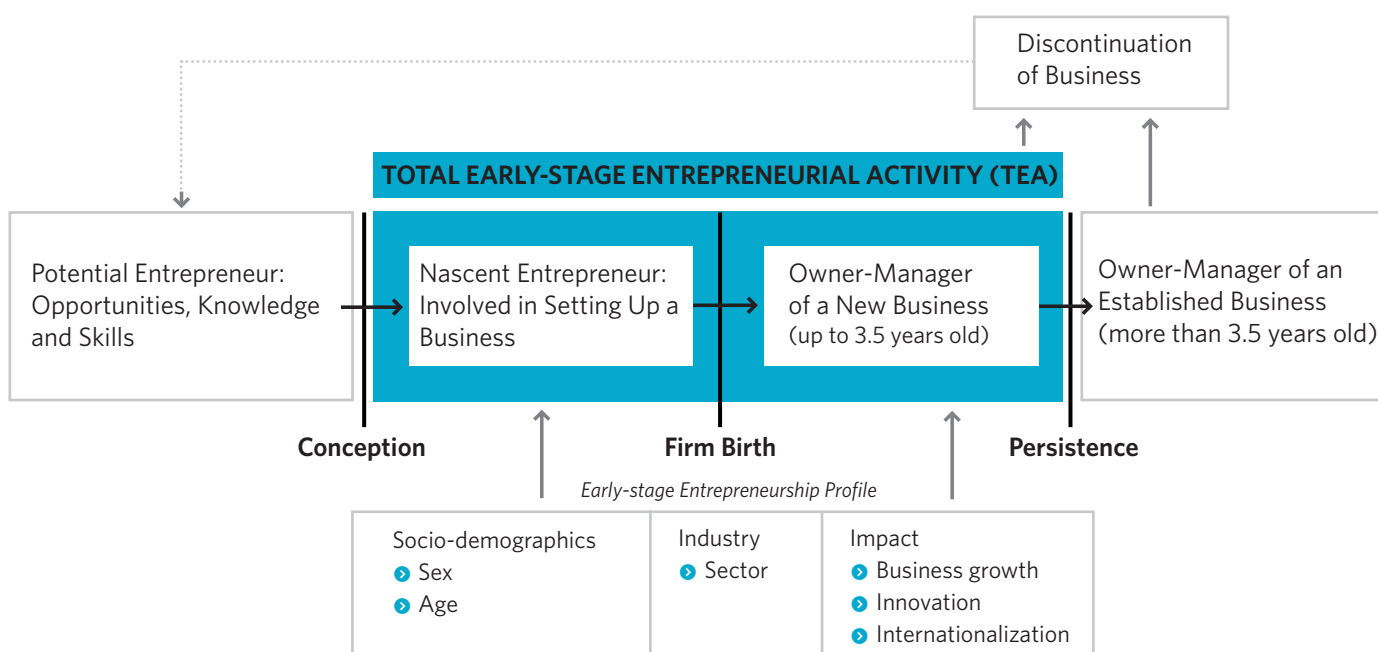 Discontinuation
of Business
TOTAL EARLY-STAGE ENTREPRENEURIAL ACTIVITY (TEA)
Potential Entrepreneur:
Opportunities, Knowledge
and Skills
Nascent Entrepreneur:
Involved in Setting Up a
Business
Owner-Manager
of a New Business
(up to 3.5 years old)
Owner-Manager of an
Established Business
(more than 3.5 years old)
Conception
Firm Birth
Persistence
Early-stage Entrepreneurship Profile
Socio-demographics
Sex
Age
Industry
Sector
Impact
Business growth
Innovation
Internationalization